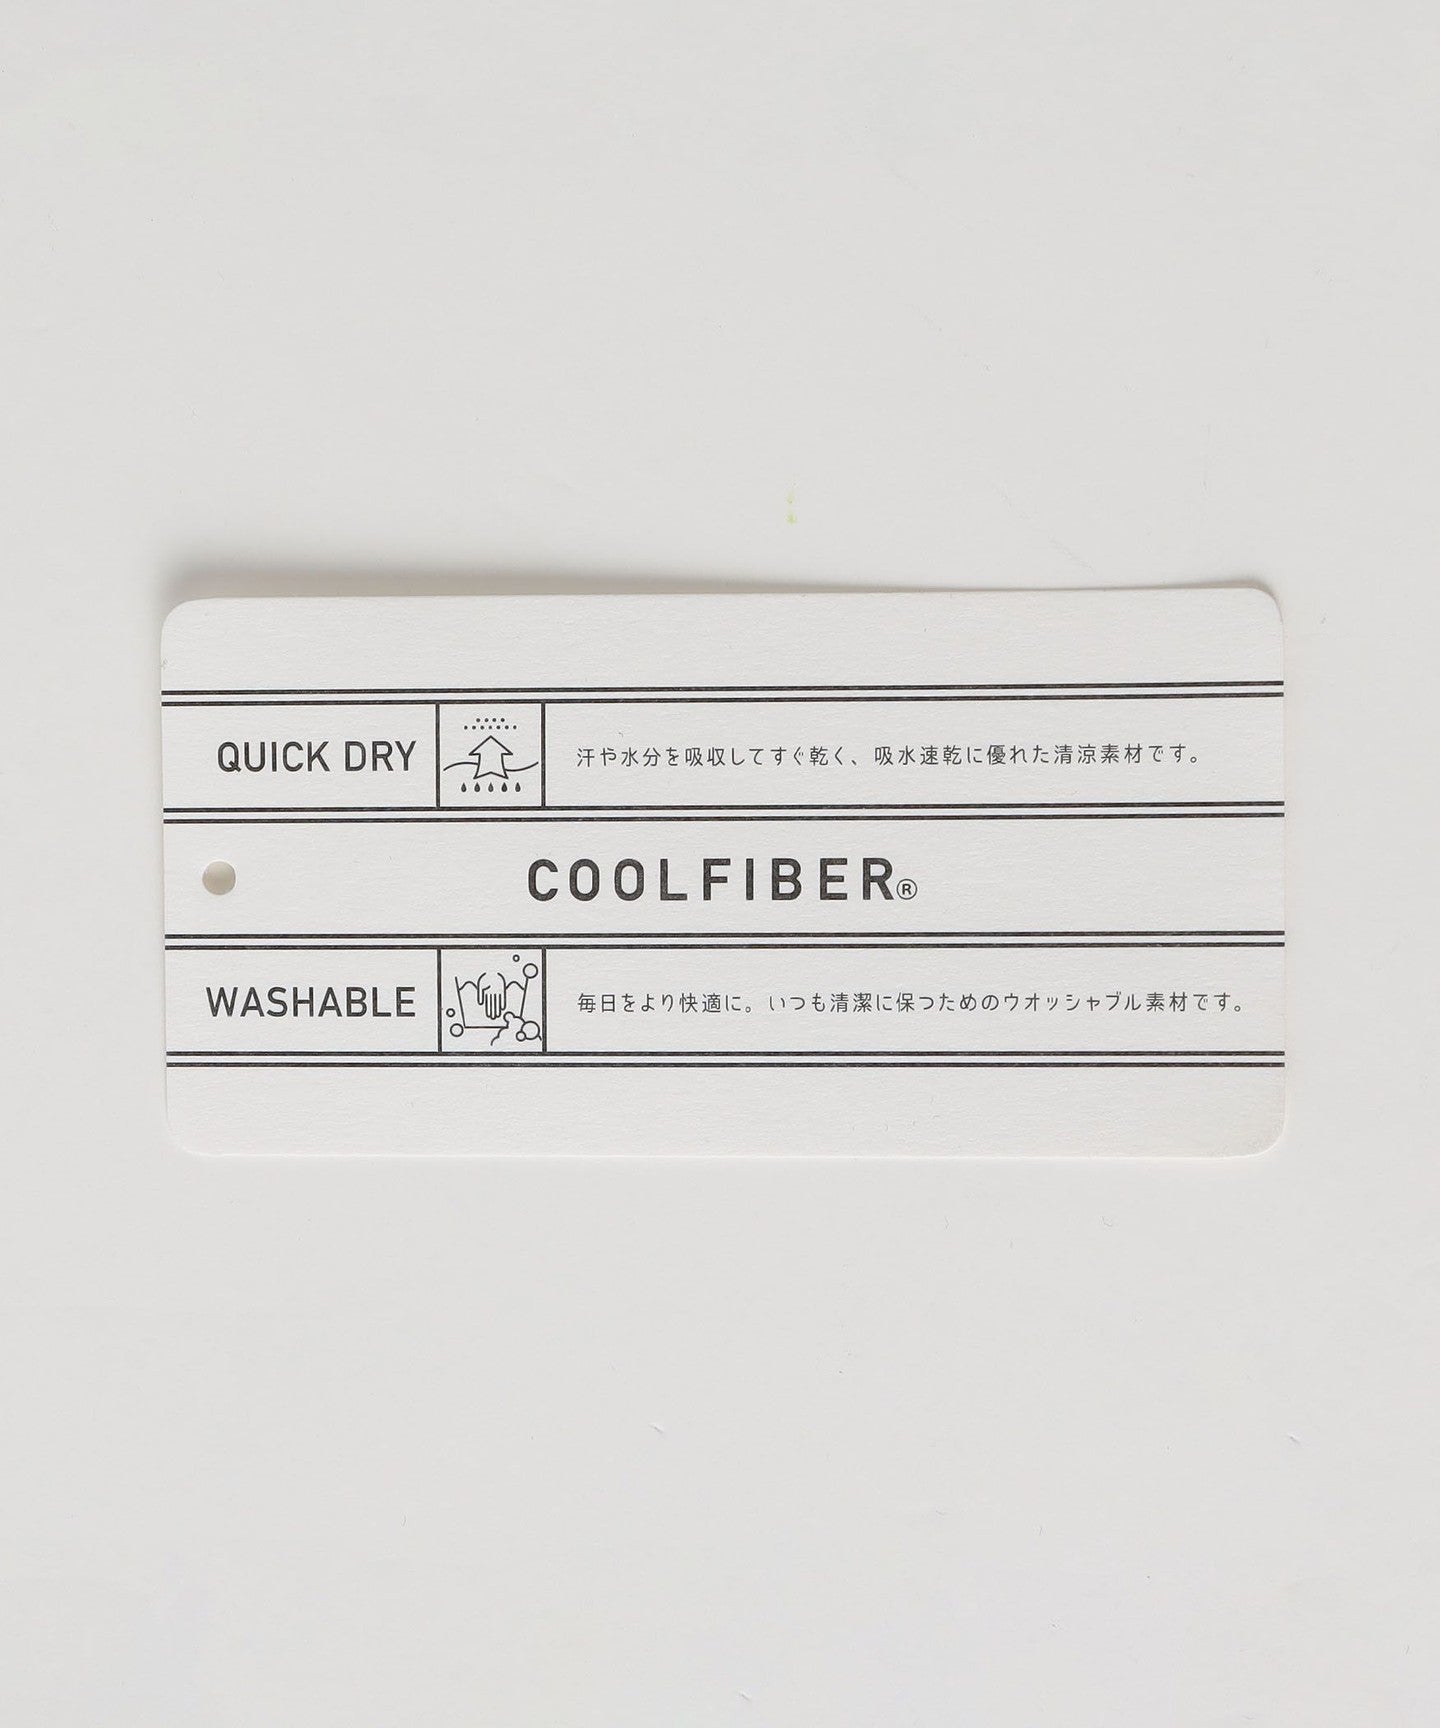 QUICK DRY 汗や水分を吸収してすぐ乾く、吸水速乾に優れた清涼素材です。
COOLFIBER®
WASHABLE 毎日をより快適に。いつも清潔に保つためのウオッシャブル素材です。